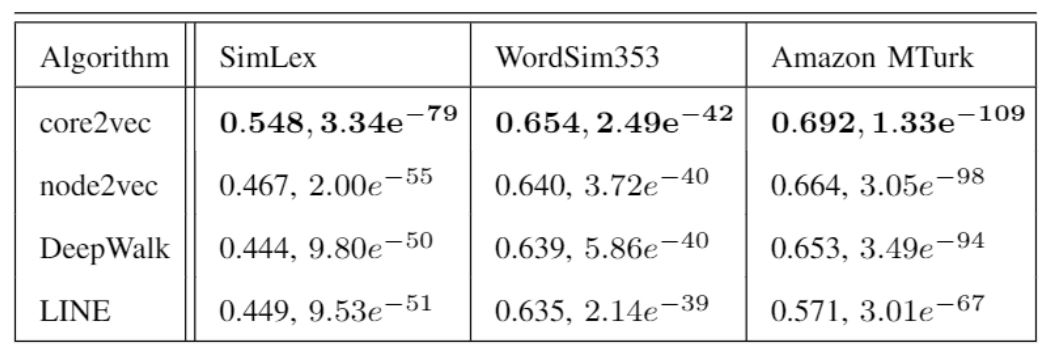 Algorithm SimLex WordSim353 Amazon MTurk
core2vec 0.548, 3.34e⁻⁷⁹ 0.654, 2.49e⁻⁴² 0.692, 1.33e⁻¹⁰⁹
node2vec 0.467, 2.00e⁻⁵⁵ 0.640, 3.72e⁻⁴⁰ 0.664, 3.05e⁻⁹⁸
DeepWalk 0.444, 9.80e⁻⁵⁰ 0.639, 5.86e⁻⁴⁰ 0.653, 3.49e⁻⁹⁴
LINE 0.449, 9.53e⁻⁵¹ 0.635, 2.14e⁻³⁹ 0.571, 3.01e⁻⁶⁷